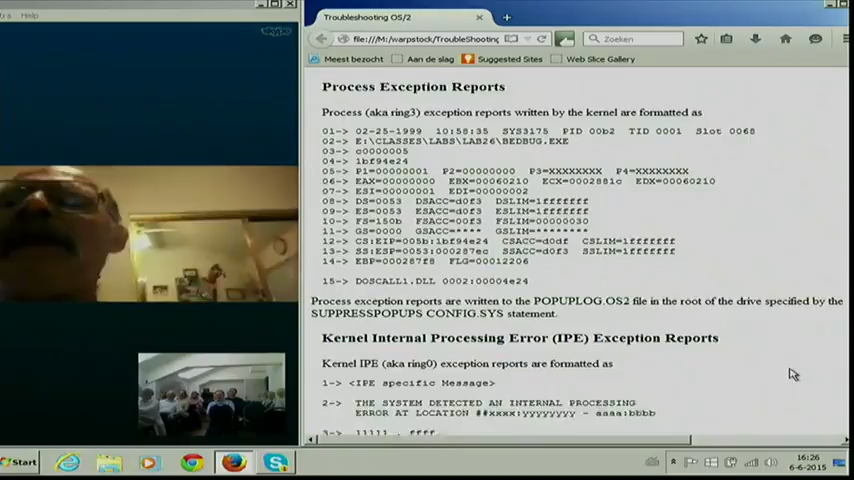 Help
skype
Troubleshooting OS/2
file:///M:/warpstock/TroubleShooting
Zoeken
Meest bezocht
Aan de slag
Suggested Sites
Web Slice Gallery
Process Exception Reports
Process (aka ring3) exception reports written by the kernel are formatted as
01-> 02-25-1999 10:58:35 SYS3175 PID 00b2 TID 0001 Slot 0068
02-> E:\CLASSES\LABS\LAB26\BEDBUG.EXE
03-> c0000005
04-> 1bf94e24
05-> P1=00000001 P2=00000000 P3=XXXXXXXX P4=XXXXXXXX
06-> EAX=00000000 EBX=00060210 ECX=0002881c EDX=00060210
07-> ESI=00000001 EDI=00000002
08-> DS=0053 DSACC=d0f3 DSLIM=1fffffff
09-> ES=0053 ESACC=d0f3 ESLIM=1fffffff
10-> FS=150b FSACC=00f3 FSLIM=00000030
11-> GS=0000 GSACC=**** GSLIM=********
12-> CS:EIP=005b:1bf94e24 CSACC=d0df CSLIM=1fffffff
13-> SS:ESP=0053:000287ec SSACC=d0f3 SSLIM=1fffffff
14-> EBP=000287f8 FLG=00012206
15-> DOSCALL1.DLL 0002:00004e24
Process exception reports are written to the POPUPLOG.OS2 file in the root of the drive specified by the
SUPPRESSPOPUPS CONFIG.SYS statement.
Kernel Internal Processing Error (IPE) Exception Reports
Kernel IPE (aka ring0) exception reports are formatted as
1-> <IPE specific Message>
2-> THE SYSTEM DETECTED AN INTERNAL PROCESSING
ERROR AT LOCATION ##xxxx:yyyyyyyy - aaaa:bbbb
Start
16:26
6-6-2015